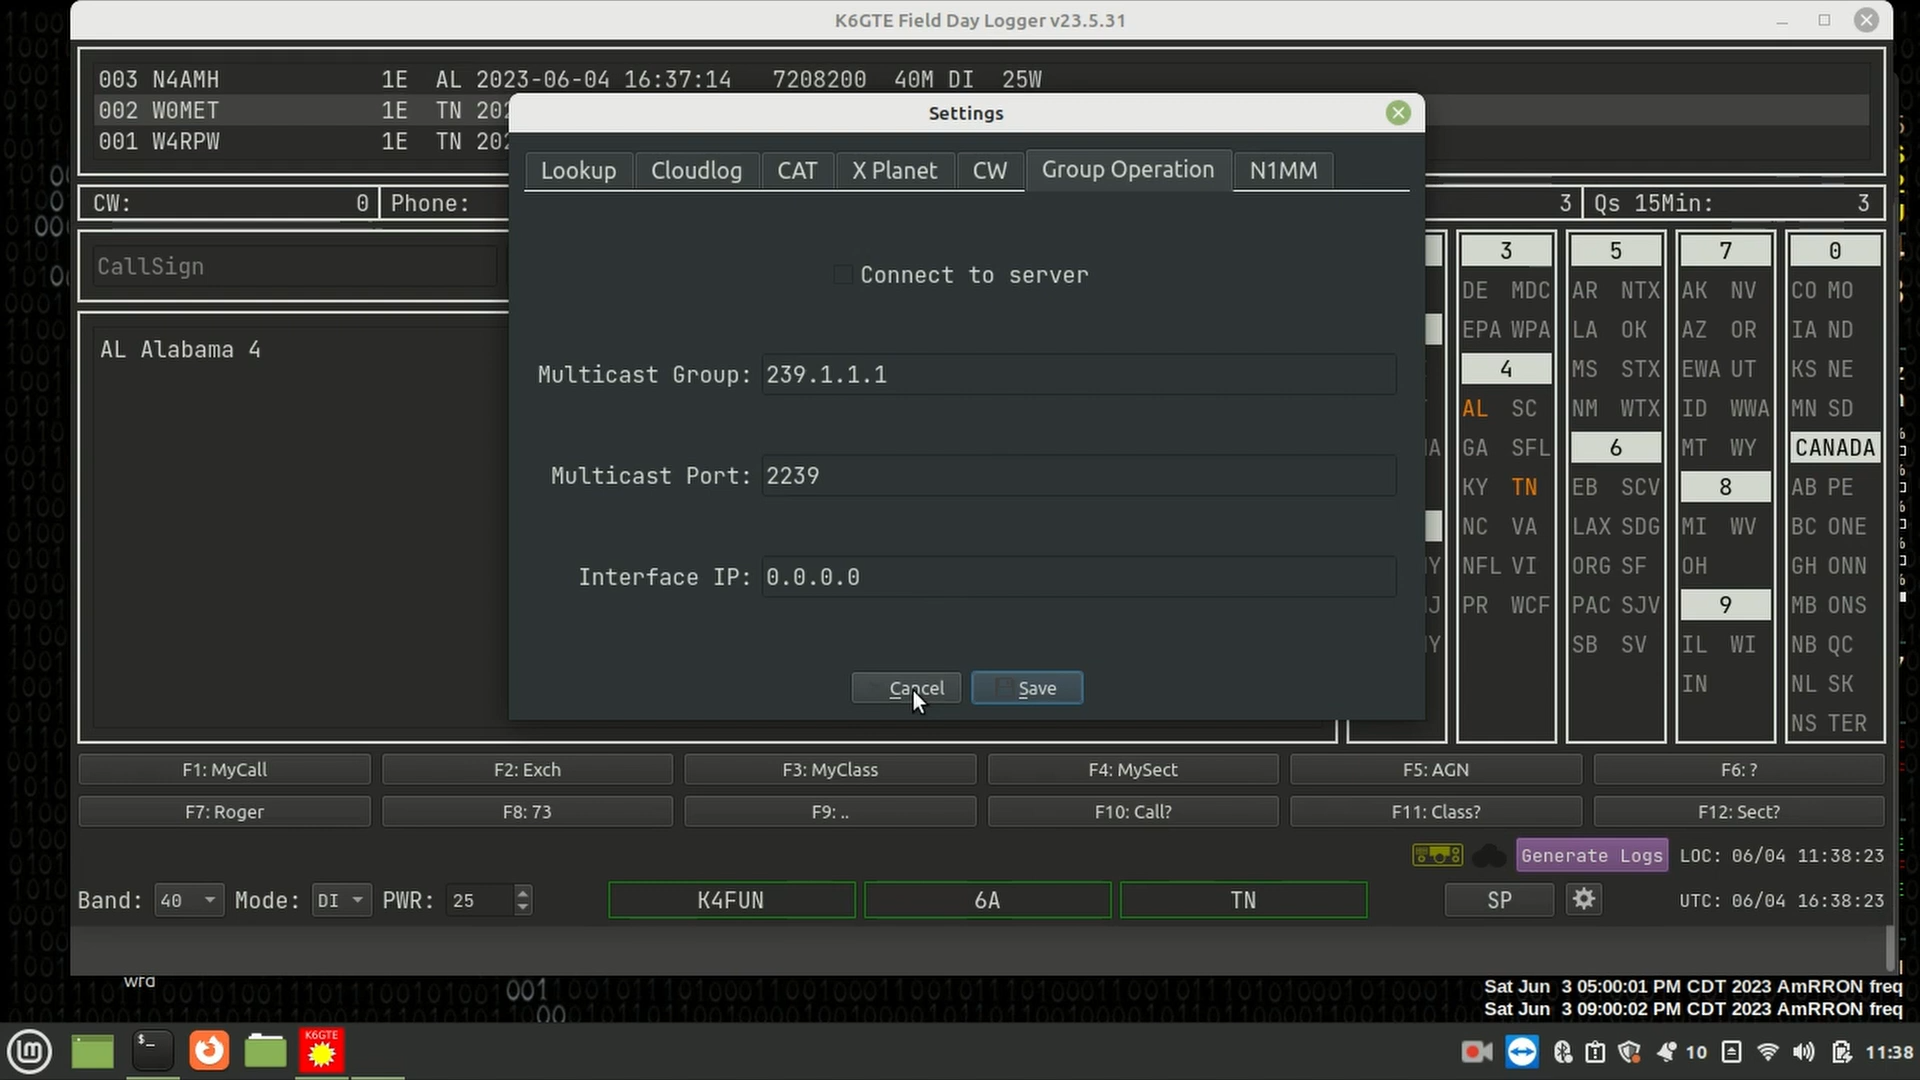 K6GTE Field Day Logger v23.5.31
003 N4AMH 1E AL 2023-06-04 16:37:14 7208200 40M DI 25W
002 W0MET 1E TN 202
001 W4RPW 1E TN 202
Settings
Lookup Cloudlog CAT X Planet CW Group Operation N1MM
CW: 0 Phone: 3 Qs 15Min: 3
CallSign
Connect to server
AL Alabama 4
Multicast Group: 239.1.1.1
Multicast Port: 2239
Interface IP: 0.0.0.0
Cancel Save
3
DE MDC
EPA WPA
4
AL SC
GA SFL
KY TN
NC VA
NFL VI
PR WCF
5
AR NTX
LA OK
MS STX
NM WTX
6
EB SCV
LAX SDG
ORG SF
PAC SJV
SB SV
7
AK NV
AZ OR
EWA UT
ID WWA
MT WY
8
MI WV
OH
9
IL WI
IN
0
CO MO
IA ND
KS NE
MN SD
CANADA
AB PE
BC ONE
GH ONN
MB ONS
NB QC
NL SK
NS TER
F1: MyCall F2: Exch F3: MyClass F4: MySect F5: AGN F6: ?
F7: Roger F8: 73 F9: .. F10: Call? F11: Class? F12: Sect?
Generate Logs LOC: 06/04 11:38:23
Band: 40 Mode: DI PWR: 25 K4FUN 6A TN SP UTC: 06/04 16:38:23
wrd
Sat Jun 3 05:00:01 PM CDT 2023 AmRRON freq
Sat Jun 3 09:00:02 PM CDT 2023 AmRRON freq
$_
K6GTE
10
11:38